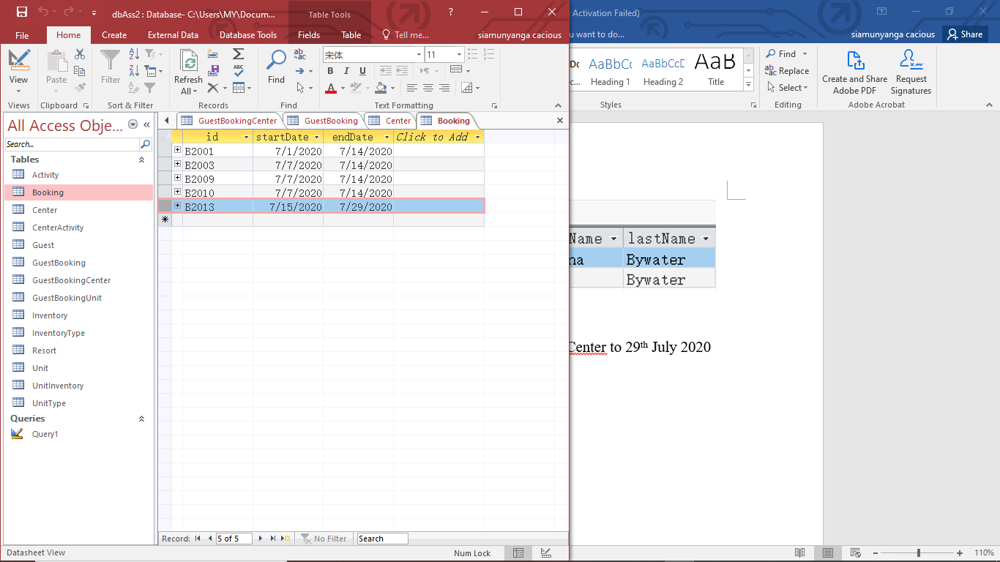 dbAss2 : Database- C:\Users\MY\Docum...
Table Tools
?
Activation Failed)
File
Home
Create
External Data
Database Tools
Fields
Table
Tell me...
siamunyanga cacious
want to do...
siamunyanga cacious
Share
View
Paste
Filter
Refresh
All
Find
宋体
11
B I U
A
ab
ac
Views
Clipboard
Sort & Filter
Records
Find
Text Formatting
AaBbCc
Heading 1
AaBbCcD
Heading 2
AaB
Title
Find
Replace
Select
Create and Share
Adobe PDF
Request
Signatures
Styles
Editing
Adobe Acrobat
All Access Obje...
Search...
Tables
Activity
Booking
Center
CenterActivity
Guest
GuestBooking
GuestBookingCenter
GuestBookingUnit
Inventory
InventoryType
Resort
Unit
UnitInventory
UnitType
Queries
Query1
GuestBookingCenter
GuestBooking
Center
Booking
id startDate endDate Click to Add
B2001 7/1/2020 7/14/2020
B2003 7/7/2020 7/14/2020
B2009 7/7/2020 7/14/2020
B2010 7/7/2020 7/14/2020
B2013 7/15/2020 7/29/2020
Name lastName
na Bywater
Bywater
Center to 29th July 2020
Record: 5 of 5 No Filter Search
Datasheet View
Num Lock
110%